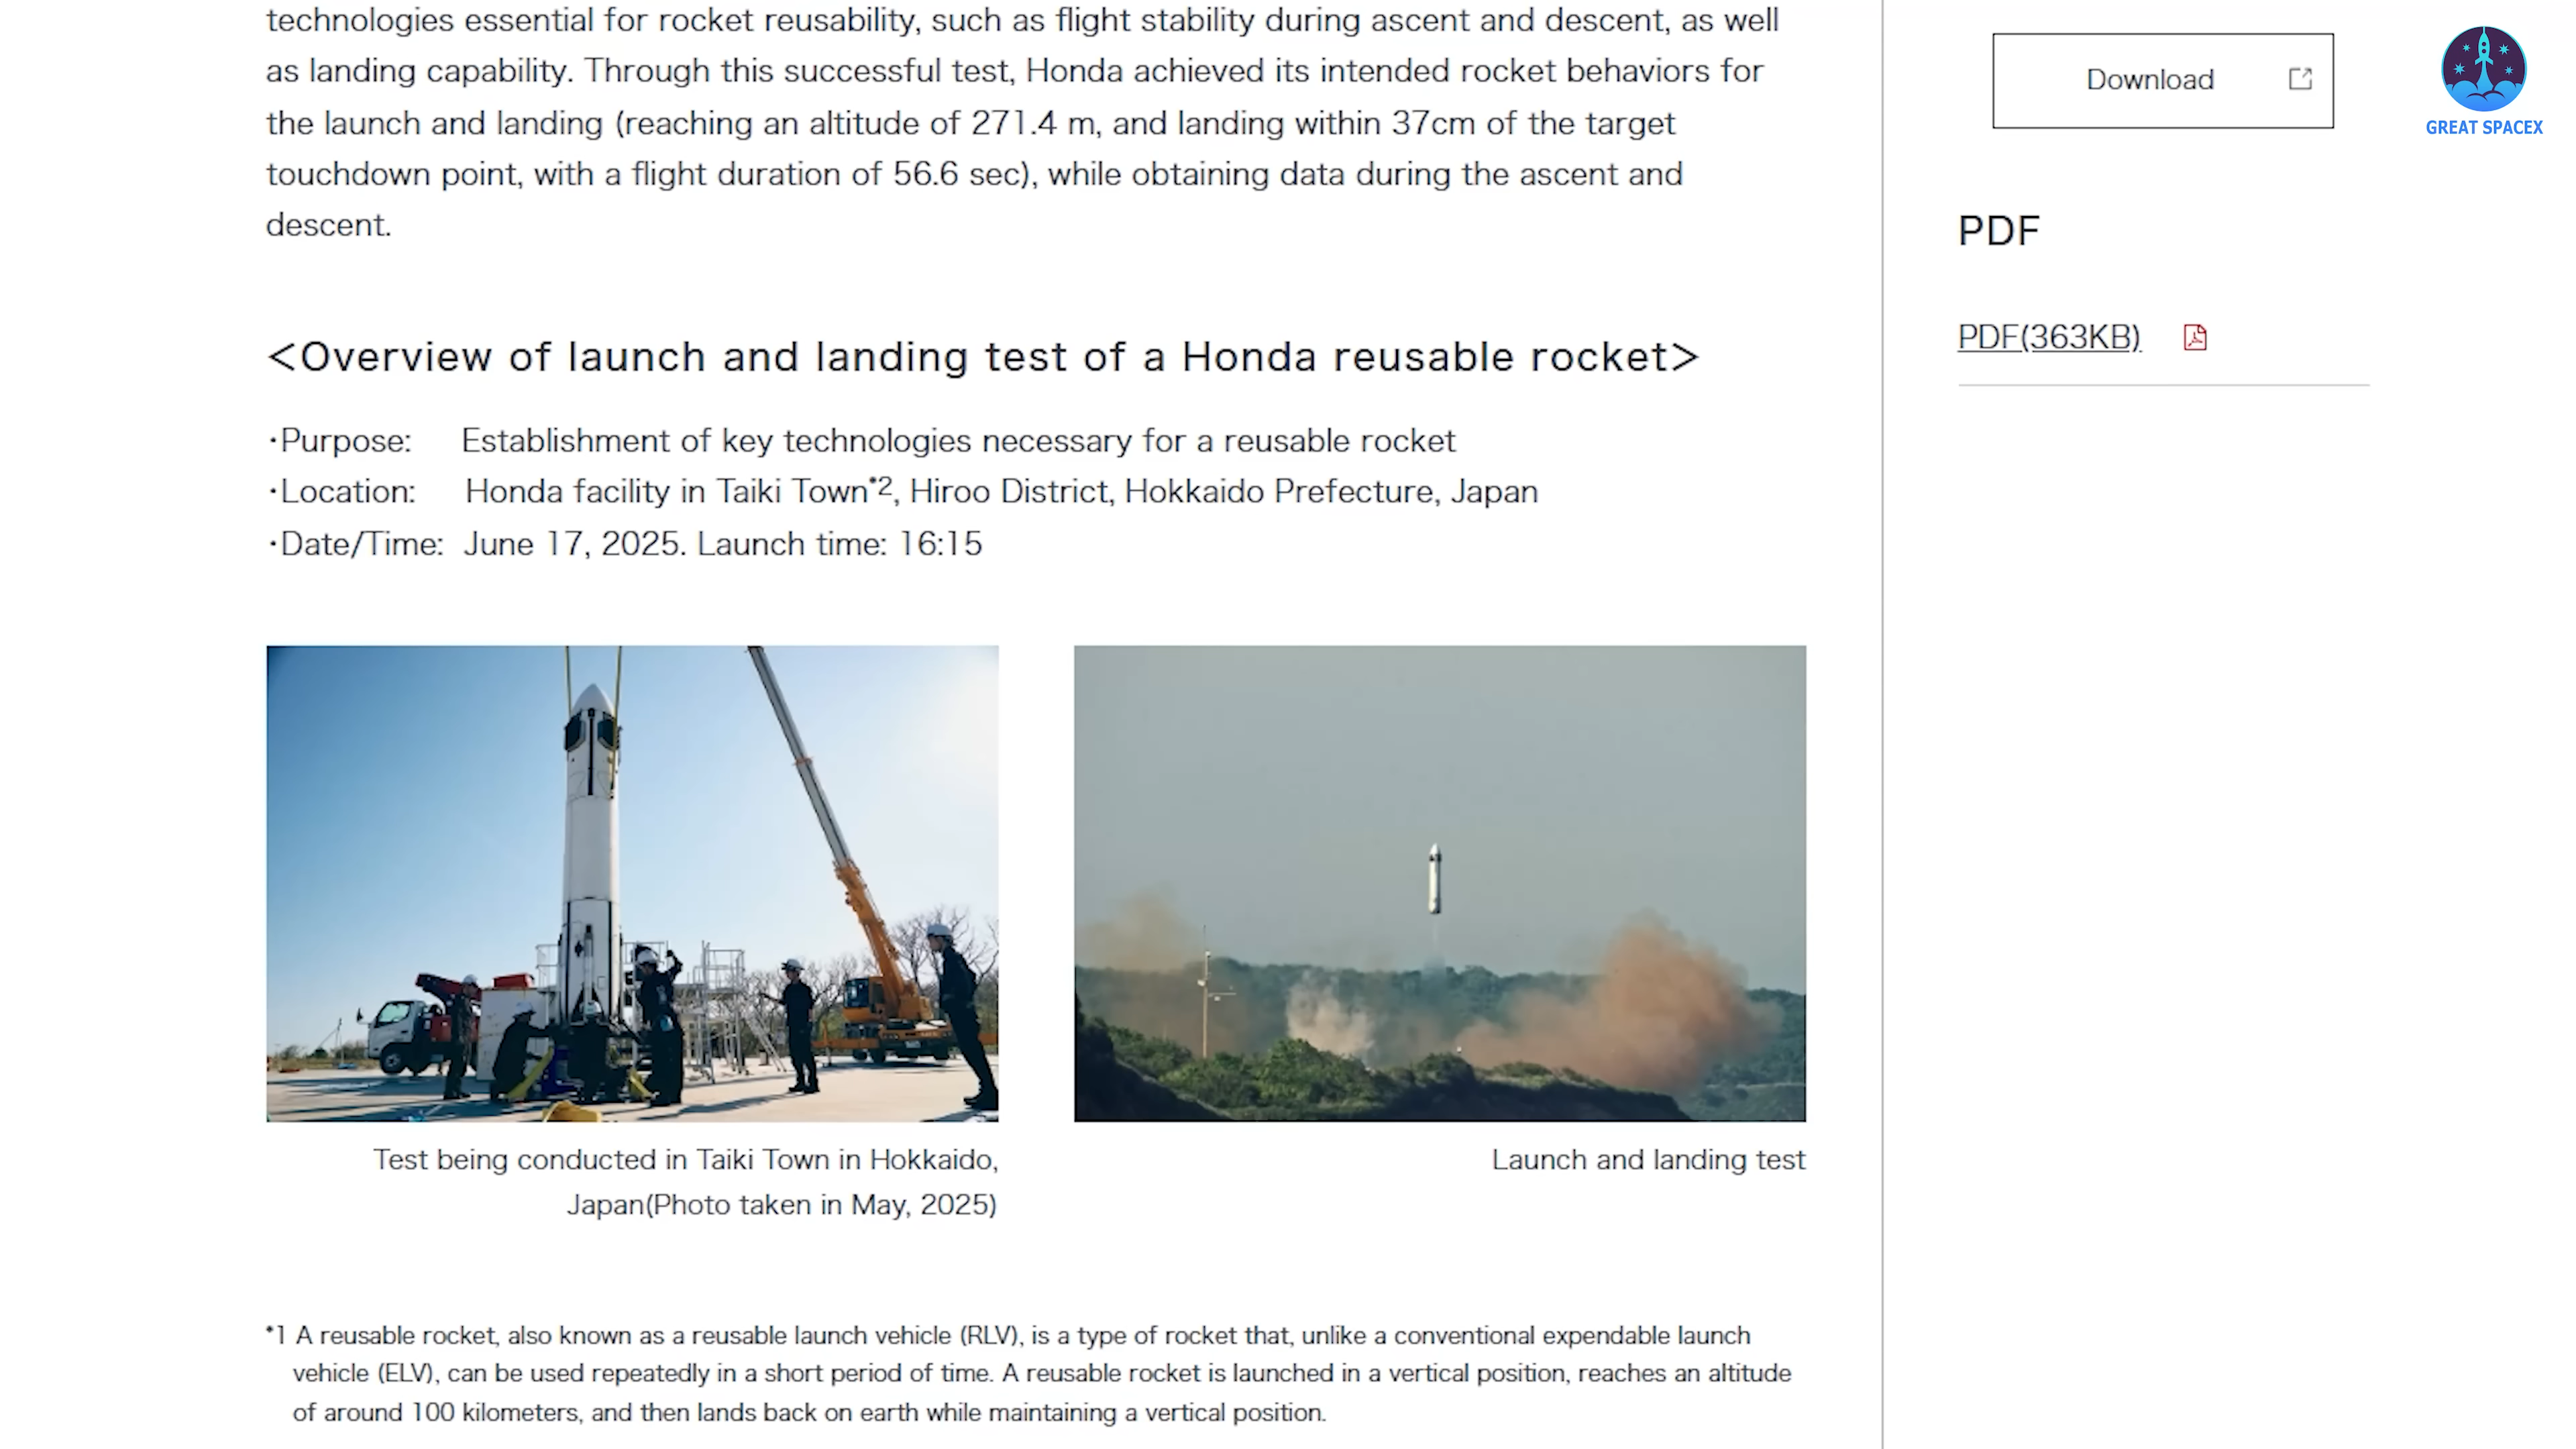 technologies essential for rocket reusability, such as flight stability during ascent and descent, as well
as landing capability. Through this successful test, Honda achieved its intended rocket behaviors for
the launch and landing (reaching an altitude of 271.4 m, and landing within 37cm of the target
touchdown point, with a flight duration of 56.6 sec), while obtaining data during the ascent and
descent.
<Overview of launch and landing test of a Honda reusable rocket>
・Purpose: Establishment of key technologies necessary for a reusable rocket
・Location: Honda facility in Taiki Town*2, Hiroo District, Hokkaido Prefecture, Japan
・Date/Time: June 17, 2025. Launch time: 16:15
Test being conducted in Taiki Town in Hokkaido,
Japan(Photo taken in May, 2025)
Launch and landing test
*1 A reusable rocket, also known as a reusable launch vehicle (RLV), is a type of rocket that, unlike a conventional expendable launch
vehicle (ELV), can be used repeatedly in a short period of time. A reusable rocket is launched in a vertical position, reaches an altitude
of around 100 kilometers, and then lands back on earth while maintaining a vertical position.
Download
PDF
PDF(363KB)
GREAT SPACEX